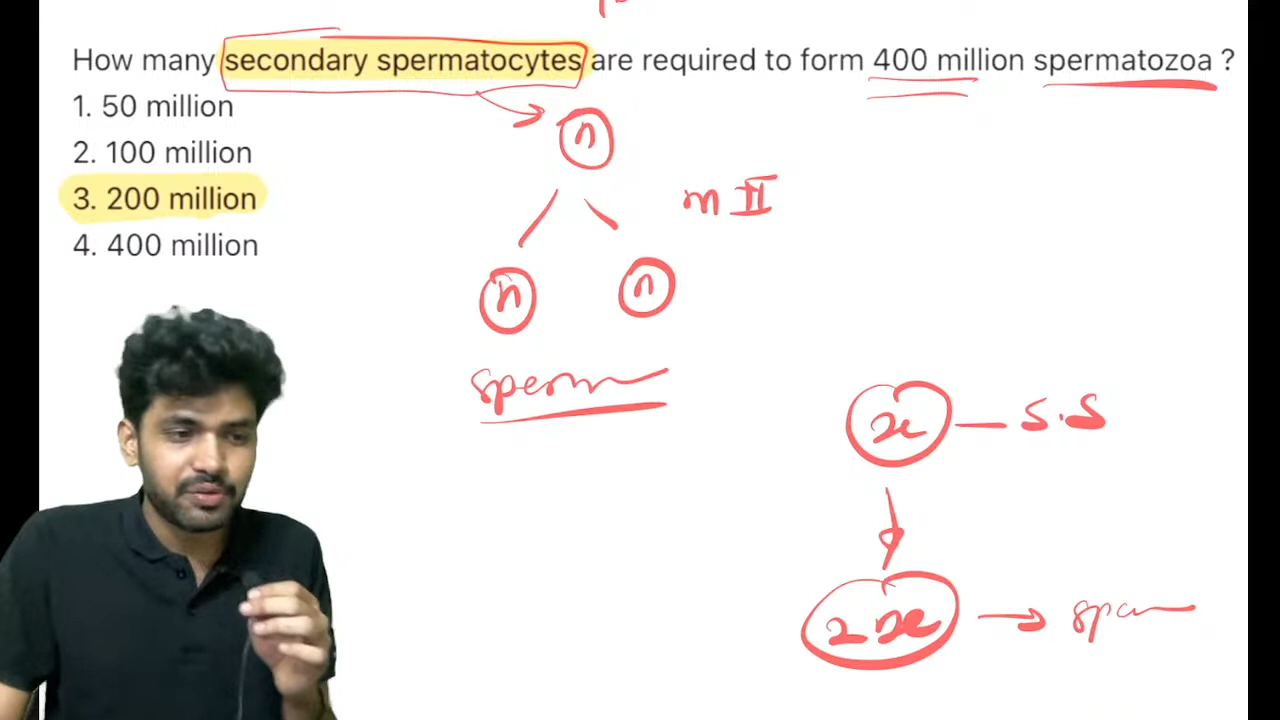 How many secondary spermatocytes are required to form 400 million spermatozoa ?
1. 50 million
2. 100 million
3. 200 million
4. 400 million
n
m II
n n
sperm
x — S.S
2x → sperm